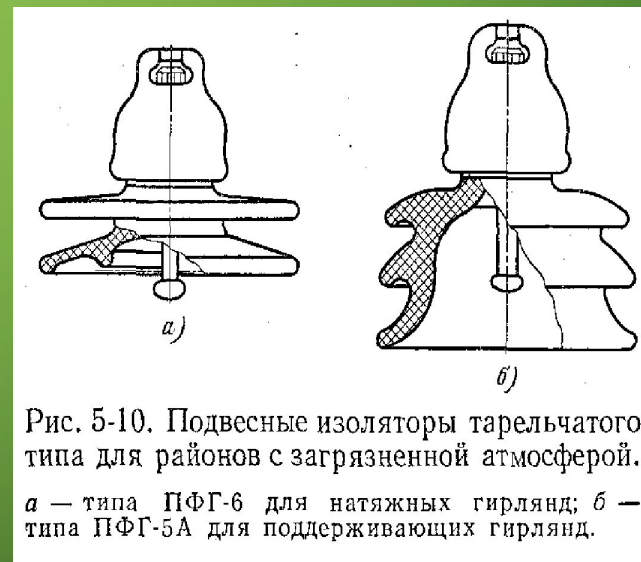 а)
б)
Рис. 5-10. Подвесные изоляторы тарельчатого
типа для районов с загрязненной атмосферой.
а — типа ПФГ-6 для натяжных гирлянд; б —
типа ПФГ-5А для поддерживающих гирлянд.